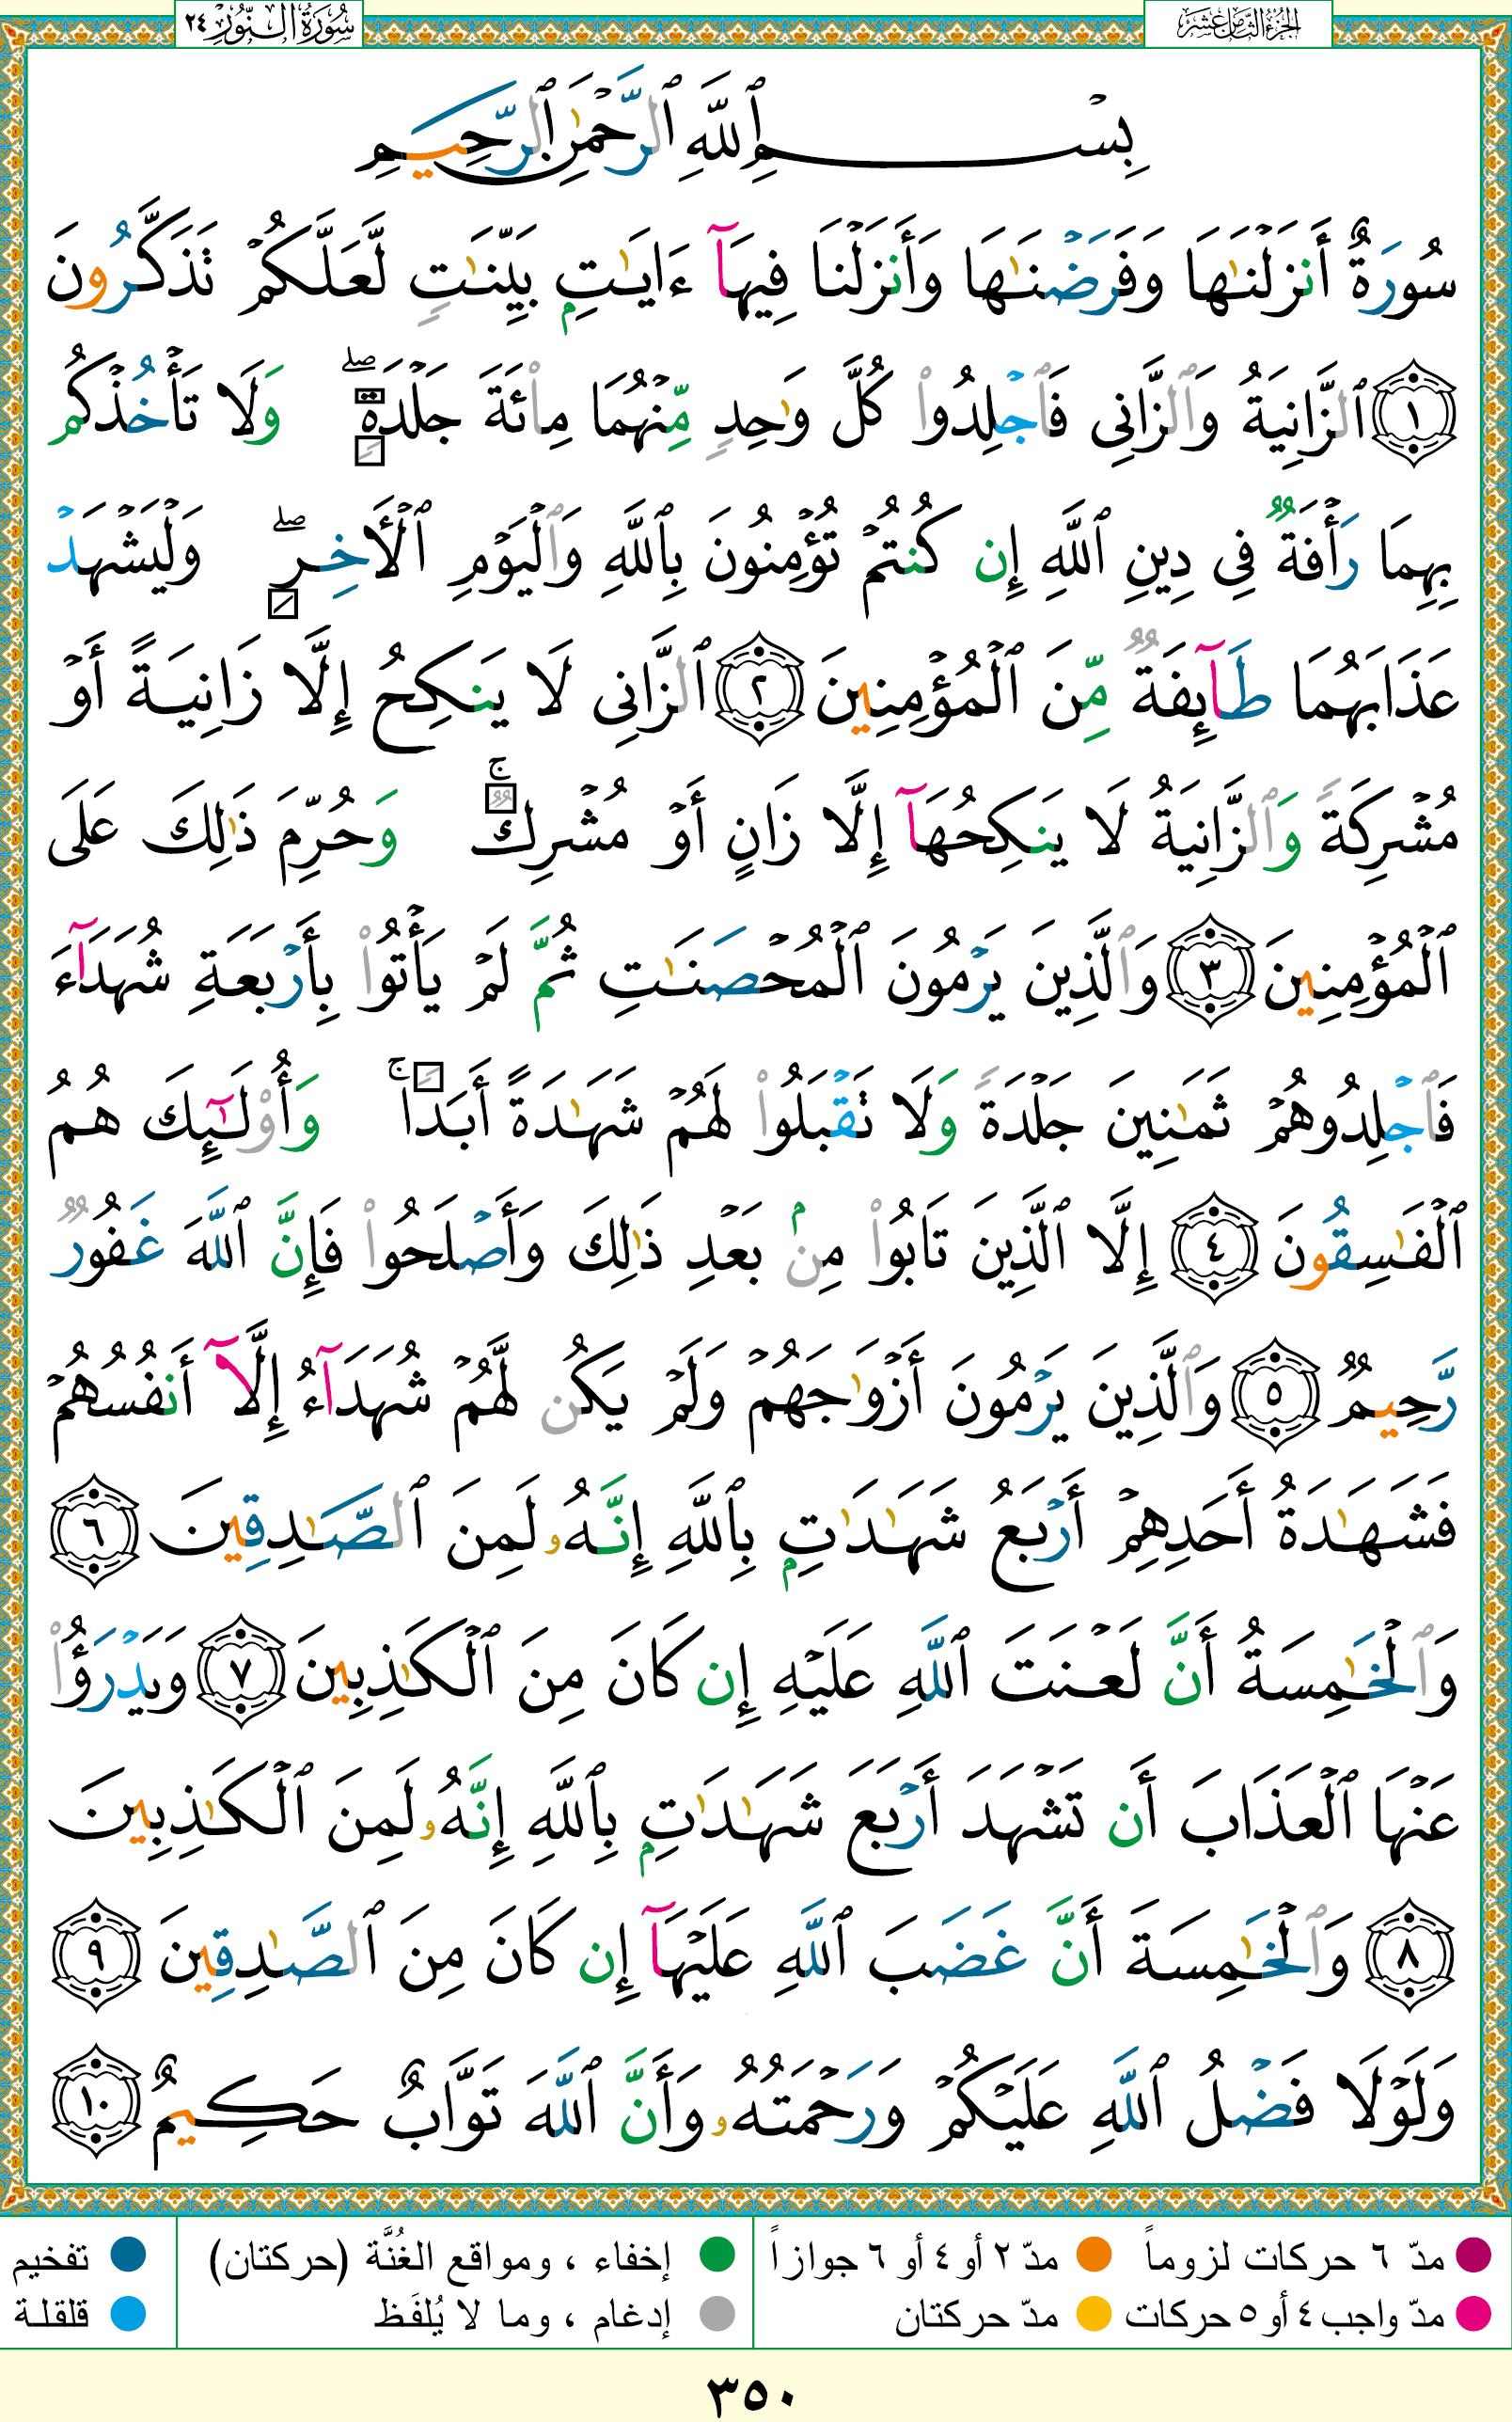 الجزء الثامن عشر
سُورَةُ النُّورِ ٢٤
بِسْمِ ٱللَّهِ ٱلرَّحْمَٰنِ ٱلرَّحِيمِ
سُورَةٌ أَنزَلْنَٰهَا وَفَرَضْنَٰهَا وَأَنزَلْنَا فِيهَآ ءَايَٰتٍۭ بَيِّنَٰتٍ لَّعَلَّكُمْ تَذَكَّرُونَ
١ ٱلزَّانِيَةُ وَٱلزَّانِى فَٱجْلِدُوا۟ كُلَّ وَٰحِدٍ مِّنْهُمَا مِا۟ئَةَ جَلْدَةٍ ۖ وَلَا تَأْخُذْكُم
بِهِمَا رَأْفَةٌ فِى دِينِ ٱللَّهِ إِن كُنتُمْ تُؤْمِنُونَ بِٱللَّهِ وَٱلْيَوْمِ ٱلْأَخِرِ ۖ وَلْيَشْهَدْ
عَذَابَهُمَا طَآئِفَةٌ مِّنَ ٱلْمُؤْمِنِينَ ٢ ٱلزَّانِى لَا يَنكِحُ إِلَّا زَانِيَةً أَوْ
مُشْرِكَةً وَٱلزَّانِيَةُ لَا يَنكِحُهَآ إِلَّا زَانٍ أَوْ مُشْرِكٌ ۚ وَحُرِّمَ ذَٰلِكَ عَلَى
ٱلْمُؤْمِنِينَ ٣ وَٱلَّذِينَ يَرْمُونَ ٱلْمُحْصَنَٰتِ ثُمَّ لَمْ يَأْتُوا۟ بِأَرْبَعَةِ شُهَدَآءَ
فَٱجْلِدُوهُمْ ثَمَٰنِينَ جَلْدَةً وَلَا تَقْبَلُوا۟ لَهُمْ شَهَٰدَةً أَبَدًا ۚ وَأُو۟لَٰٓئِكَ هُمُ
ٱلْفَٰسِقُونَ ٤ إِلَّا ٱلَّذِينَ تَابُوا۟ مِنۢ بَعْدِ ذَٰلِكَ وَأَصْلَحُوا۟ فَإِنَّ ٱللَّهَ غَفُورٌ
رَّحِيمٌ ٥ وَٱلَّذِينَ يَرْمُونَ أَزْوَٰجَهُمْ وَلَمْ يَكُن لَّهُمْ شُهَدَآءُ إِلَّآ أَنفُسُهُمْ
فَشَهَٰدَةُ أَحَدِهِمْ أَرْبَعُ شَهَٰدَٰتٍۭ بِٱللَّهِ إِنَّهُۥ لَمِنَ ٱلصَّٰدِقِينَ ٦
وَٱلْخَٰمِسَةُ أَنَّ لَعْنَتَ ٱللَّهِ عَلَيْهِ إِن كَانَ مِنَ ٱلْكَٰذِبِينَ ٧ وَيَدْرَؤُا۟
عَنْهَا ٱلْعَذَابَ أَن تَشْهَدَ أَرْبَعَ شَهَٰدَٰتٍۭ بِٱللَّهِ إِنَّهُۥ لَمِنَ ٱلْكَٰذِبِينَ
٨ وَٱلْخَٰمِسَةَ أَنَّ غَضَبَ ٱللَّهِ عَلَيْهَآ إِن كَانَ مِنَ ٱلصَّٰدِقِينَ ٩
وَلَوْلَا فَضْلُ ٱللَّهِ عَلَيْكُمْ وَرَحْمَتُهُۥ وَأَنَّ ٱللَّهَ تَوَّابٌ حَكِيمٌ ١٠
مدّ ٦ حركات لزوماً مدّ ٢ أو ٤ أو ٦ جوازاً إخفاء ، ومواقع الغُنَّة (حركتان) تفخيم
مدّ واجب ٤ أو ٥ حركات مدّ حركتان إدغام ، وما لا يُلفَظ قلقلة
٣٥٠